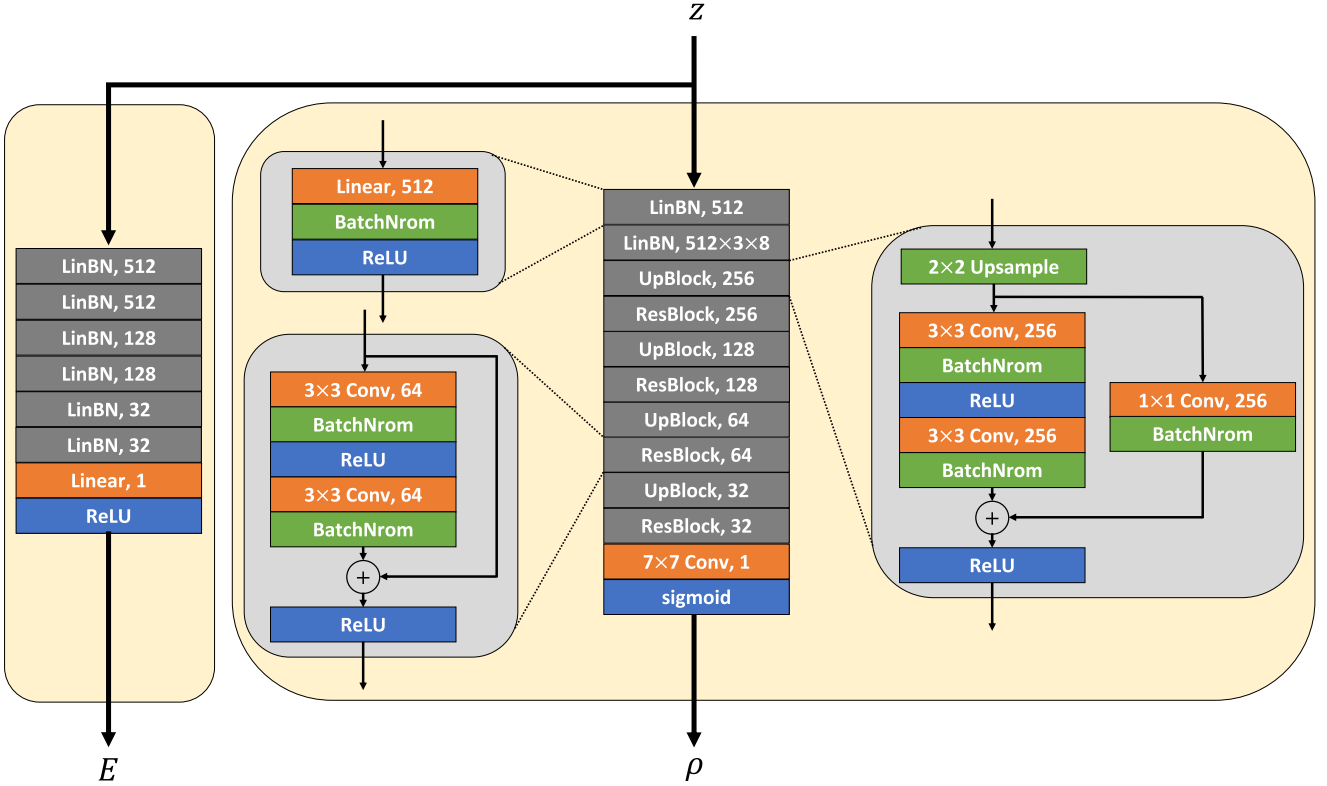 z
LinBN, 512
LinBN, 512
LinBN, 128
LinBN, 128
LinBN, 32
LinBN, 32
Linear, 1
ReLU
E
Linear, 512
BatchNrom
ReLU
3×3 Conv, 64
BatchNrom
ReLU
3×3 Conv, 64
BatchNrom
+
ReLU
LinBN, 512
LinBN, 512×3×8
UpBlock, 256
ResBlock, 256
UpBlock, 128
ResBlock, 128
UpBlock, 64
ResBlock, 64
UpBlock, 32
ResBlock, 32
7×7 Conv, 1
sigmoid
ρ
2×2 Upsample
3×3 Conv, 256
BatchNrom
ReLU
3×3 Conv, 256
BatchNrom
1×1 Conv, 256
BatchNrom
+
ReLU